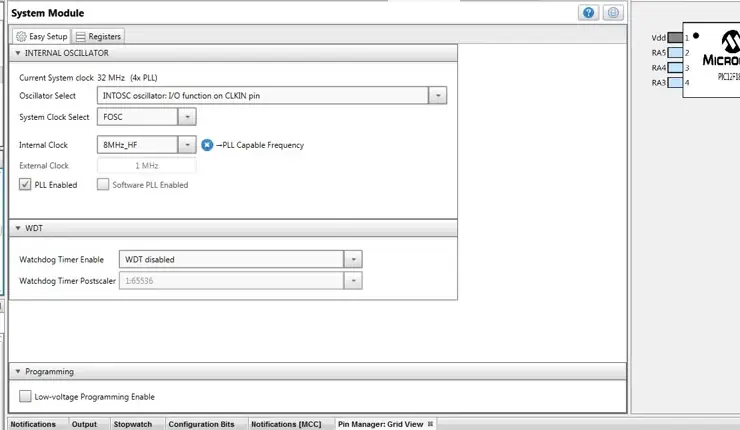 System Module
Easy Setup Registers
INTERNAL OSCILLATOR
Current System clock 32 MHz (4x PLL)
Oscillator Select INTOSC oscillator: I/O function on CLKIN pin
System Clock Select FOSC
Internal Clock 8MHz_HF →PLL Capable Frequency
External Clock 1 MHz
PLL Enabled Software PLL Enabled
WDT
Watchdog Timer Enable WDT disabled
Watchdog Timer Postscaler 1:65536
Programming
Low-voltage Programming Enable
Notifications Output Stopwatch Configuration Bits Notifications [MCC] Pin Manager: Grid View
Vdd 1
RA5 2
RA4 3
RA3 4